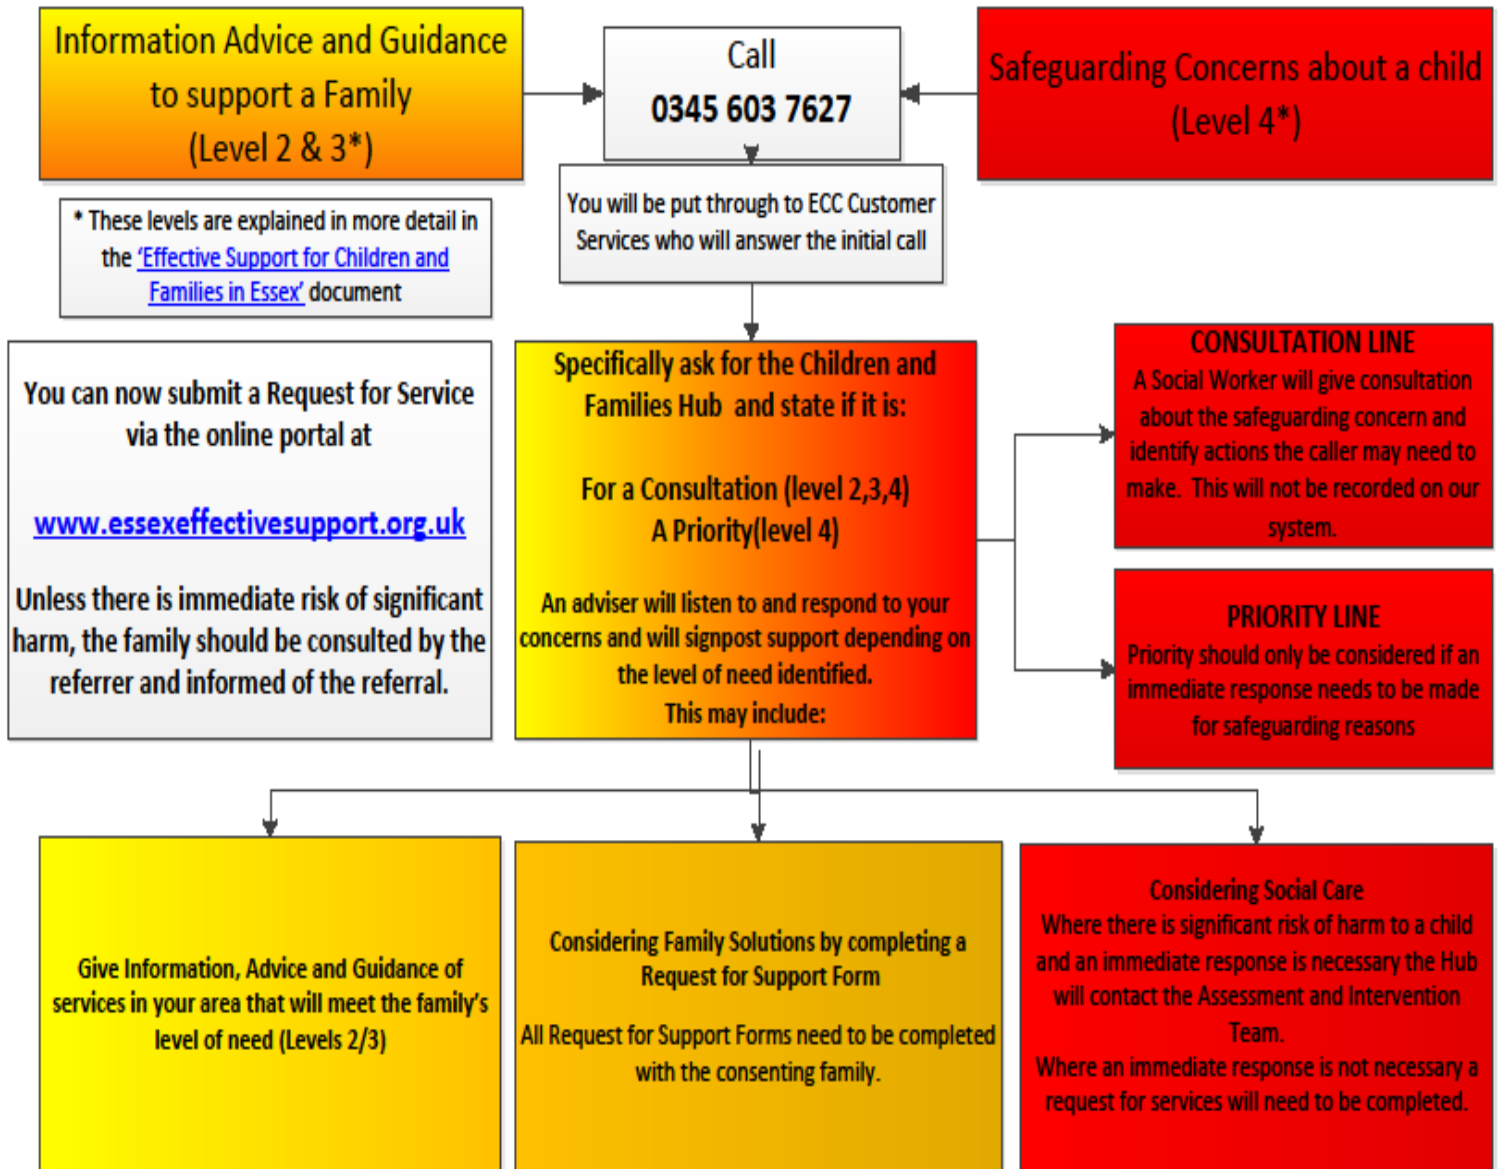 Information Advice and Guidance
to support a Family
(Level 2 & 3*)
Call
0345 603 7627
Safeguarding Concerns about a child
(Level 4*)
* These levels are explained in more detail in
the 'Effective Support for Children and
Families in Essex' document
You will be put through to ECC Customer
Services who will answer the initial call
You can now submit a Request for Service
via the online portal at
www.essexeffectivesupport.org.uk
Unless there is immediate risk of significant
harm, the family should be consulted by the
referrer and informed of the referral.
Specifically ask for the Children and
Families Hub and state if it is:
For a Consultation (level 2,3,4)
A Priority(level 4)
An adviser will listen to and respond to your
concerns and will signpost support depending on
the level of need identified.
This may include:
CONSULTATION LINE
A Social Worker will give consultation
about the safeguarding concern and
identify actions the caller may need to
make. This will not be recorded on our
system.
PRIORITY LINE
Priority should only be considered if an
immediate response needs to be made
for safeguarding reasons
Give Information, Advice and Guidance of
services in your area that will meet the family's
level of need (Levels 2/3)
Considering Family Solutions by completing a
Request for Support Form
All Request for Support Forms need to be completed
with the consenting family.
Considering Social Care
Where there is significant risk of harm to a child
and an immediate response is necessary the Hub
will contact the Assessment and Intervention
Team.
Where an immediate response is not necessary a
request for services will need to be completed.